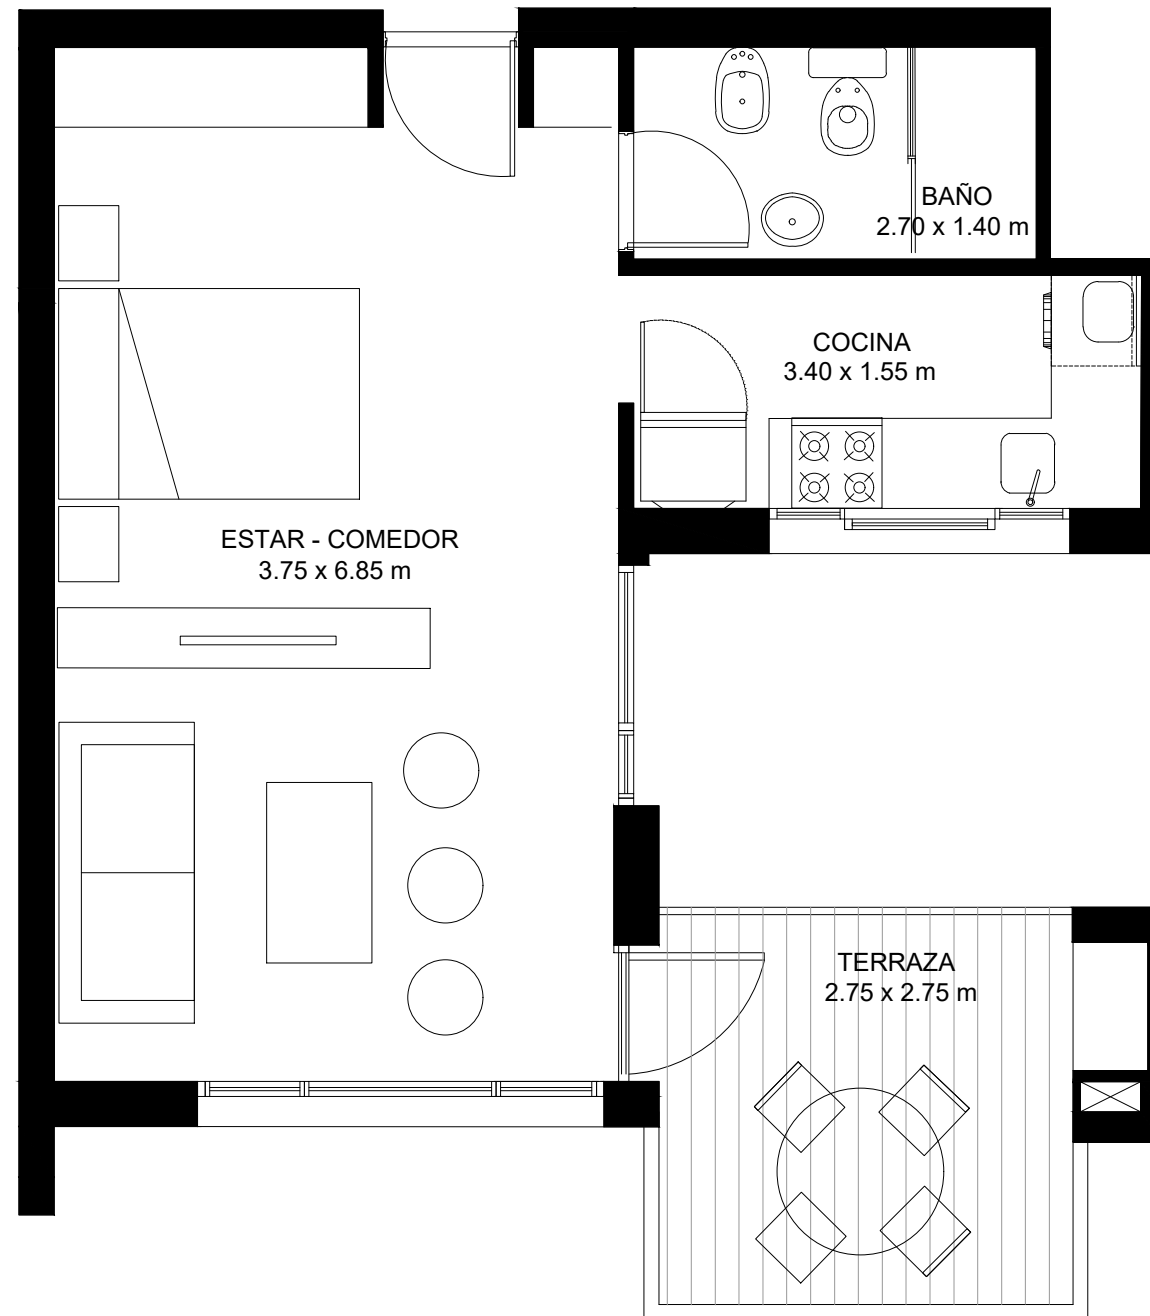 BAÑO
2.70 x 1.40 m
COCINA
3.40 x 1.55 m
ESTAR - COMEDOR
3.75 x 6.85 m
TERRAZA
2.75 x 2.75 m